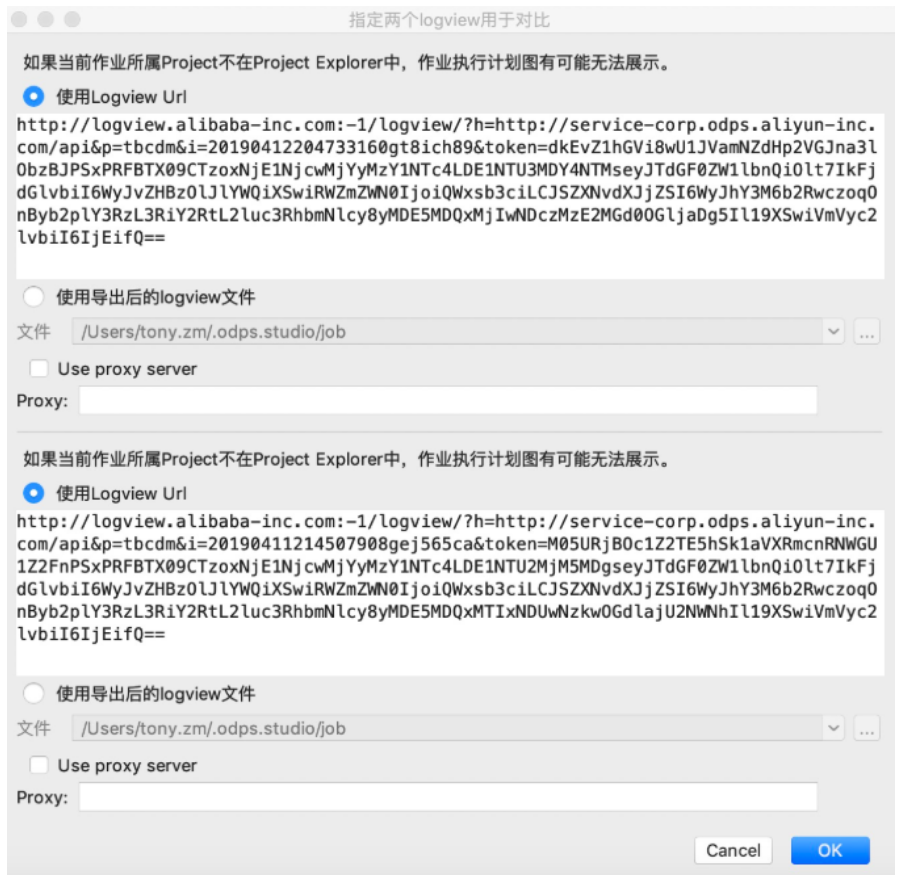 指定两个logview用于对比
如果当前作业所属Project不在Project Explorer中，作业执行计划图有可能无法展示。
使用Logview Url
http://logview.alibaba-inc.com:-1/logview/?h=http://service-corp.odps.aliyun-inc.
com/api&p=tbcdm&i=20190412204733160gt8ich89&token=dkEvZ1hGVi8wU1JVamNZdHp2VGJna3l
ObzBJPSxPRFBTX09CTzoxNjE1NjcwMjYyMzY1NTc4LDE1NTU3MDY4NTMseyJTdGF0ZW1lbnQiOlt7IkFj
dGlvbiI6WyJvZHBzOlJlYWQiXSwiRWZmZWN0IjoiQWxsb3ciLCJSZXNvdXJjZSI6WyJhY3M6b2Rwczoq0
nByb2plY3RzL3RiY2RtL2luc3RhbmNlcy8yMDE5MDQxMjIwNDczMzE2MGd0OGljaDg5Il19XSwiVmVyc2
lvbiI6IjEifQ==
使用导出后的logview文件
文件 /Users/tony.zm/.odps.studio/job ...
Use proxy server
Proxy:
如果当前作业所属Project不在Project Explorer中，作业执行计划图有可能无法展示。
使用Logview Url
http://logview.alibaba-inc.com:-1/logview/?h=http://service-corp.odps.aliyun-inc.
com/api&p=tbcdm&i=20190411214507908gej565ca&token=M05URjBOc1Z2TE5hSk1aVXRmcnRNWGU
1Z2FnPSxPRFBTX09CTzoxNjE1NjcwMjYyMzY1NTc4LDE1NTU2MjM5MDgseyJTdGF0ZW1lbnQiOlt7IkFj
dGlvbiI6WyJvZHBzOlJlYWQiXSwiRWZmZWN0IjoiQWxsb3ciLCJSZXNvdXJjZSI6WyJhY3M6b2RwczoqO
nByb2plY3RzL3RiY2RtL2luc3RhbmNlcy8yMDE5MDQxMTIxNDUwNzkwOGdlajU2NWNhIl19XSwiVmVyc2
lvbiI6IjEifQ==
使用导出后的logview文件
文件 /Users/tony.zm/.odps.studio/job ...
Use proxy server
Proxy:
Cancel OK